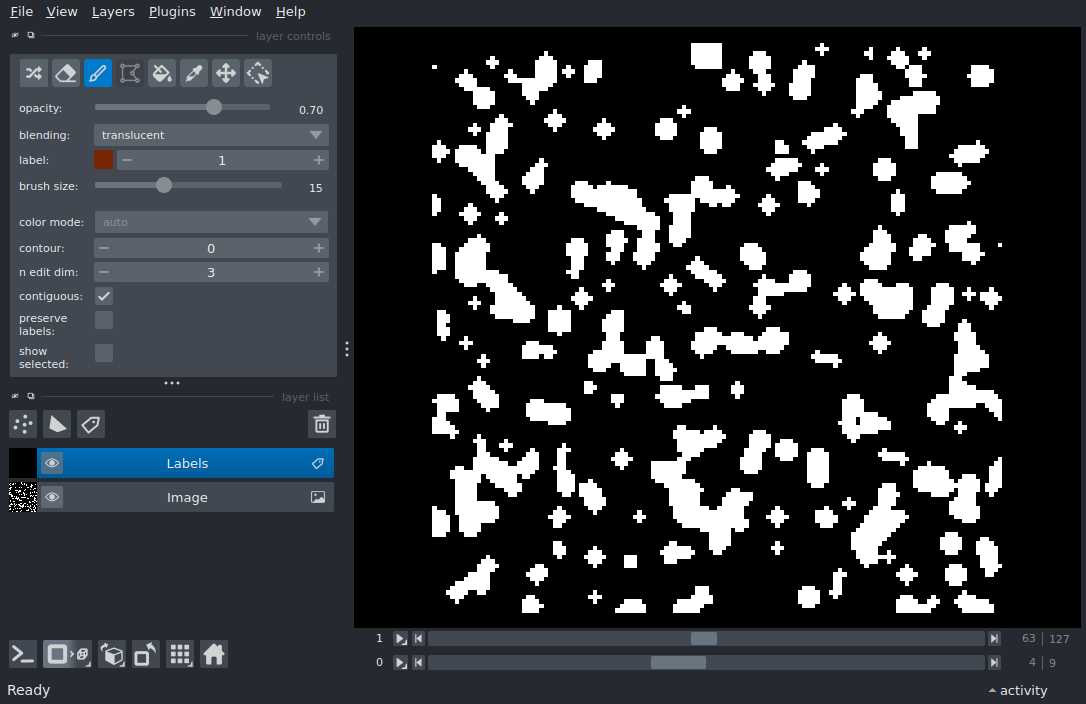 File View Layers Plugins Window Help
layer controls
opacity: 0.70
blending: translucent
label: 1
brush size: 15
color mode: auto
contour: 0
n edit dim: 3
contiguous:
preserve
labels:
show
selected:
layer list
Labels
Image
1 63 127
0 4 9
Ready activity